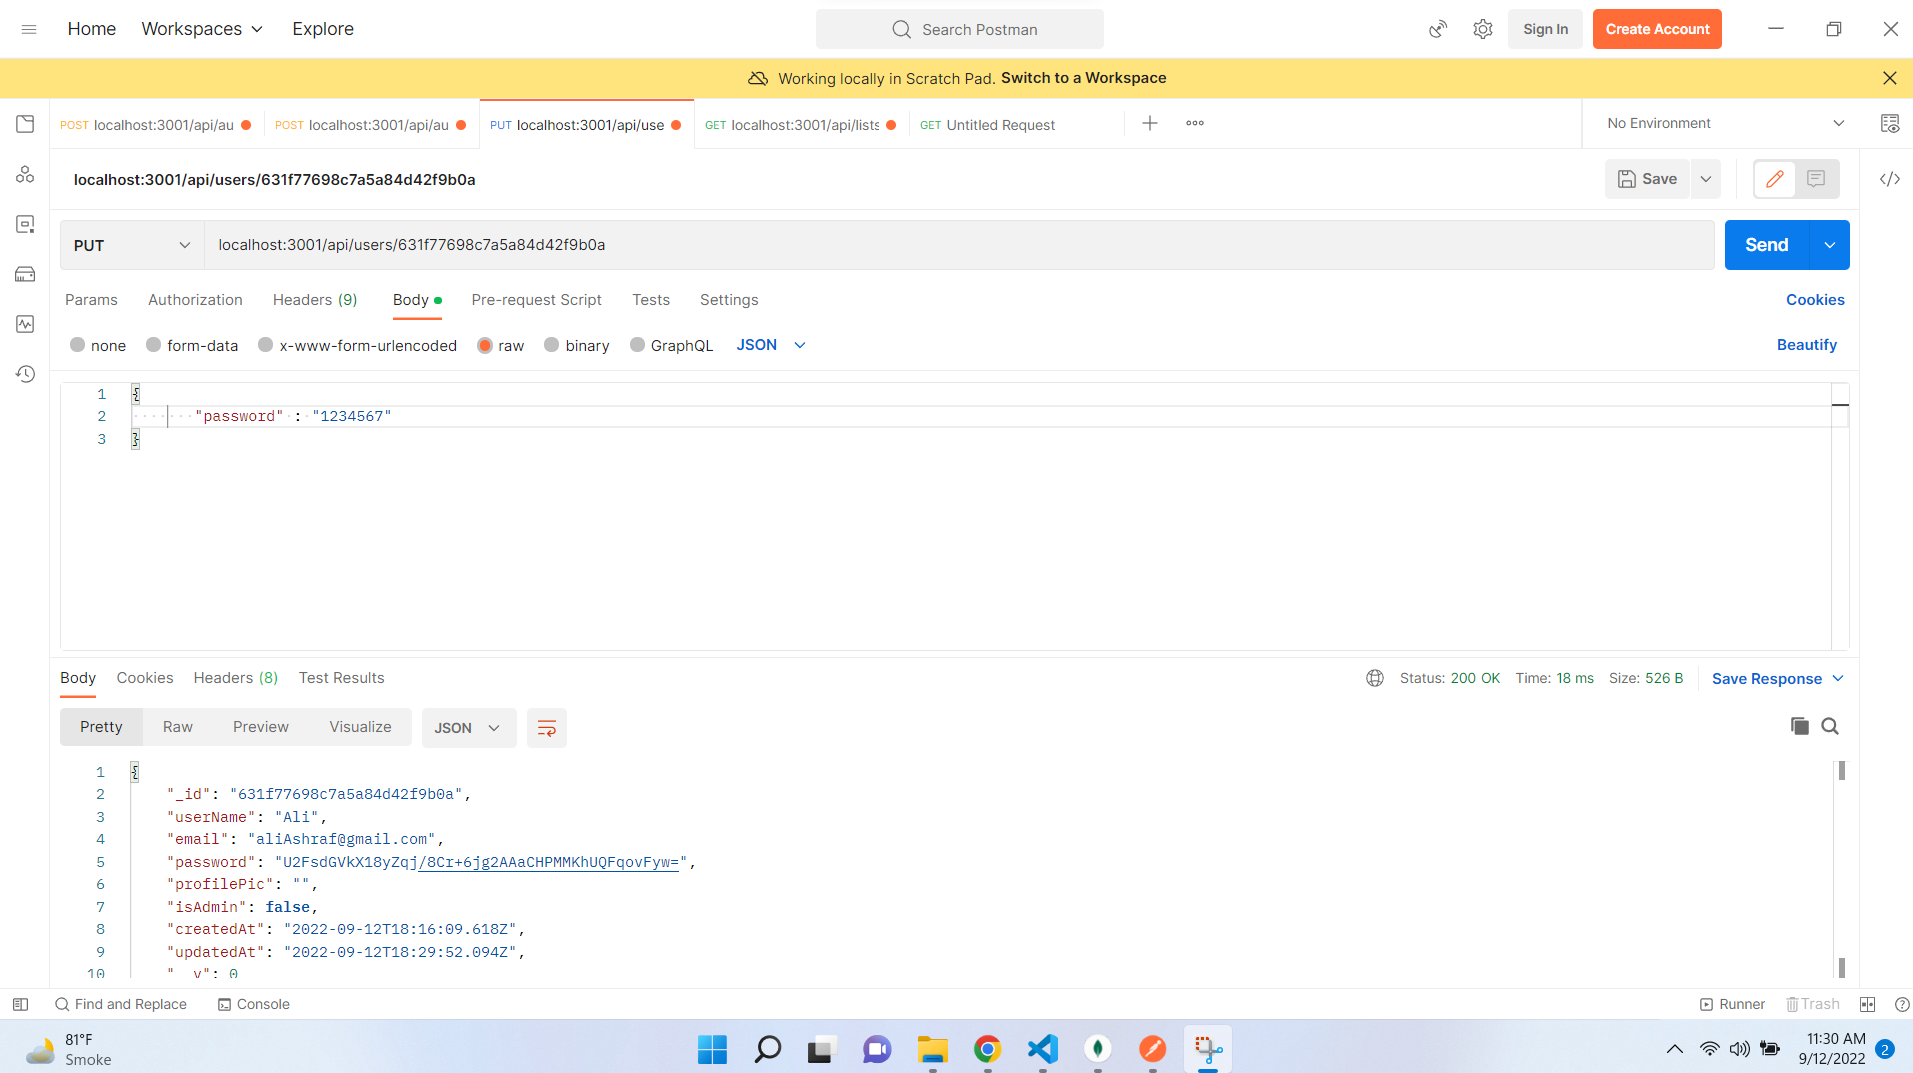 Home Workspaces Explore Search Postman Sign In Create Account
Working locally in Scratch Pad. Switch to a Workspace
POST localhost:3001/api/au POST localhost:3001/api/au PUT localhost:3001/api/use GET localhost:3001/api/lists GET Untitled Request No Environment
localhost:3001/api/users/631f77698c7a5a84d42f9b0a Save
PUT localhost:3001/api/users/631f77698c7a5a84d42f9b0a Send
Params Authorization Headers (9) Body Pre-request Script Tests Settings Cookies
none form-data x-www-form-urlencoded raw binary GraphQL JSON Beautify
1 {
2 "password" : "1234567"
3 }
Body Cookies Headers (8) Test Results Status: 200 OK Time: 18 ms Size: 526 B Save Response
Pretty Raw Preview Visualize JSON
1 {
2 "_id": "631f77698c7a5a84d42f9b0a",
3 "userName": "Ali",
4 "email": "aliAshraf@gmail.com",
5 "password": "U2FsdGVkX18yZqj/8Cr+6jg2AAaCHPMMKhUQFqovFyw=",
6 "profilePic": "",
7 "isAdmin": false,
8 "createdAt": "2022-09-12T18:16:09.618Z",
9 "updatedAt": "2022-09-12T18:29:52.094Z",
10 "__v": 0
Find and Replace Console Runner Trash
81°F
Smoke
11:30 AM
9/12/2022 2